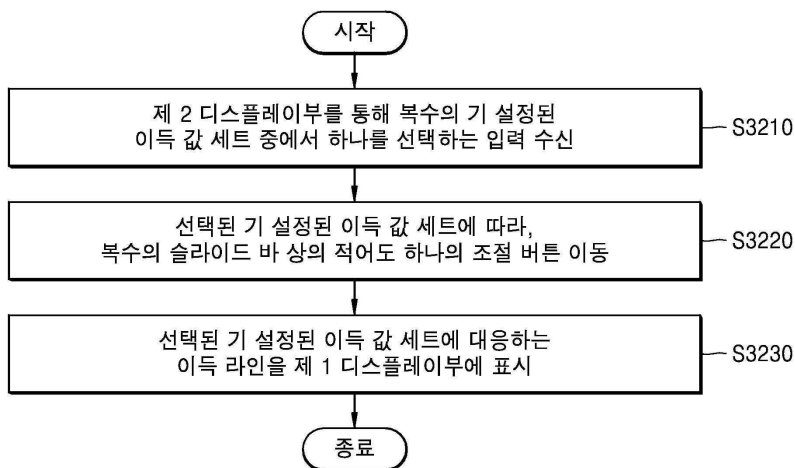 시작
제 2 디스플레이부를 통해 복수의 기 설정된
이득 값 세트 중에서 하나를 선택하는 입력 수신
S3210
선택된 기 설정된 이득 값 세트에 따라,
복수의 슬라이드 바 상의 적어도 하나의 조절 버튼 이동
S3220
선택된 기 설정된 이득 값 세트에 대응하는
이득 라인을 제 1 디스플레이부에 표시
S3230
종료